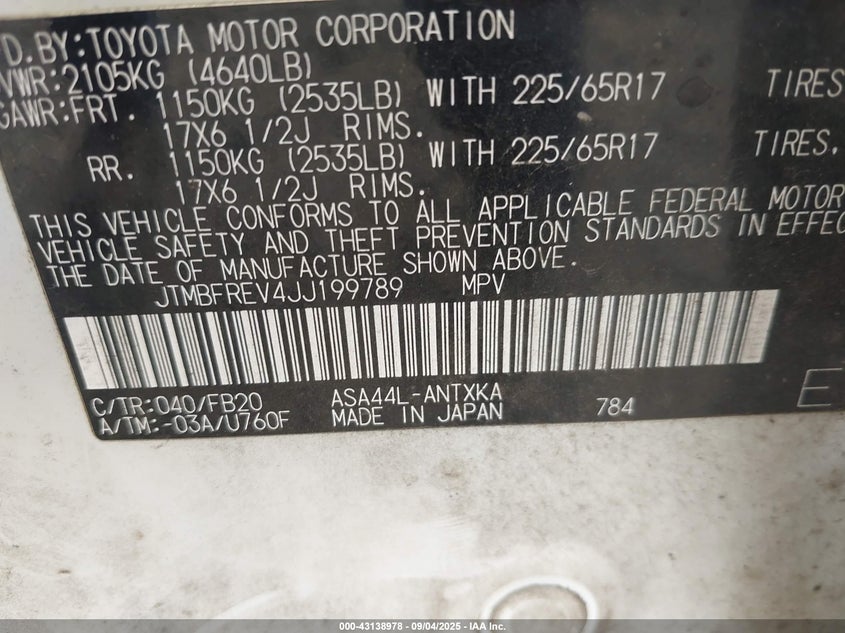 D.BY:TOYOTA MOTOR CORPORATION
VWR:2105KG (4640LB)
GAWR:FRT. 1150KG (2535LB) WITH 225/65R17 TIRES
17X6 1/2J RIMS.
RR. 1150KG (2535LB) WITH 225/65R17 TIRES.
17X6 1/2J RIMS.
THIS VEHICLE CONFORMS TO ALL APPLICABLE FEDERAL MOTOR
VEHICLE SAFETY AND THEFT PREVENTION STANDARDS IN EFFEC
THE DATE OF MANUFACTURE SHOWN ABOVE.
JTMBFREV4JJ199789 MPV
C/TR:040/FB20 ASA44L-ANTXKA 784 E
A/TM:-03A/U760F MADE IN JAPAN
000-43138978 - 09/04/2025 - IAA Inc.